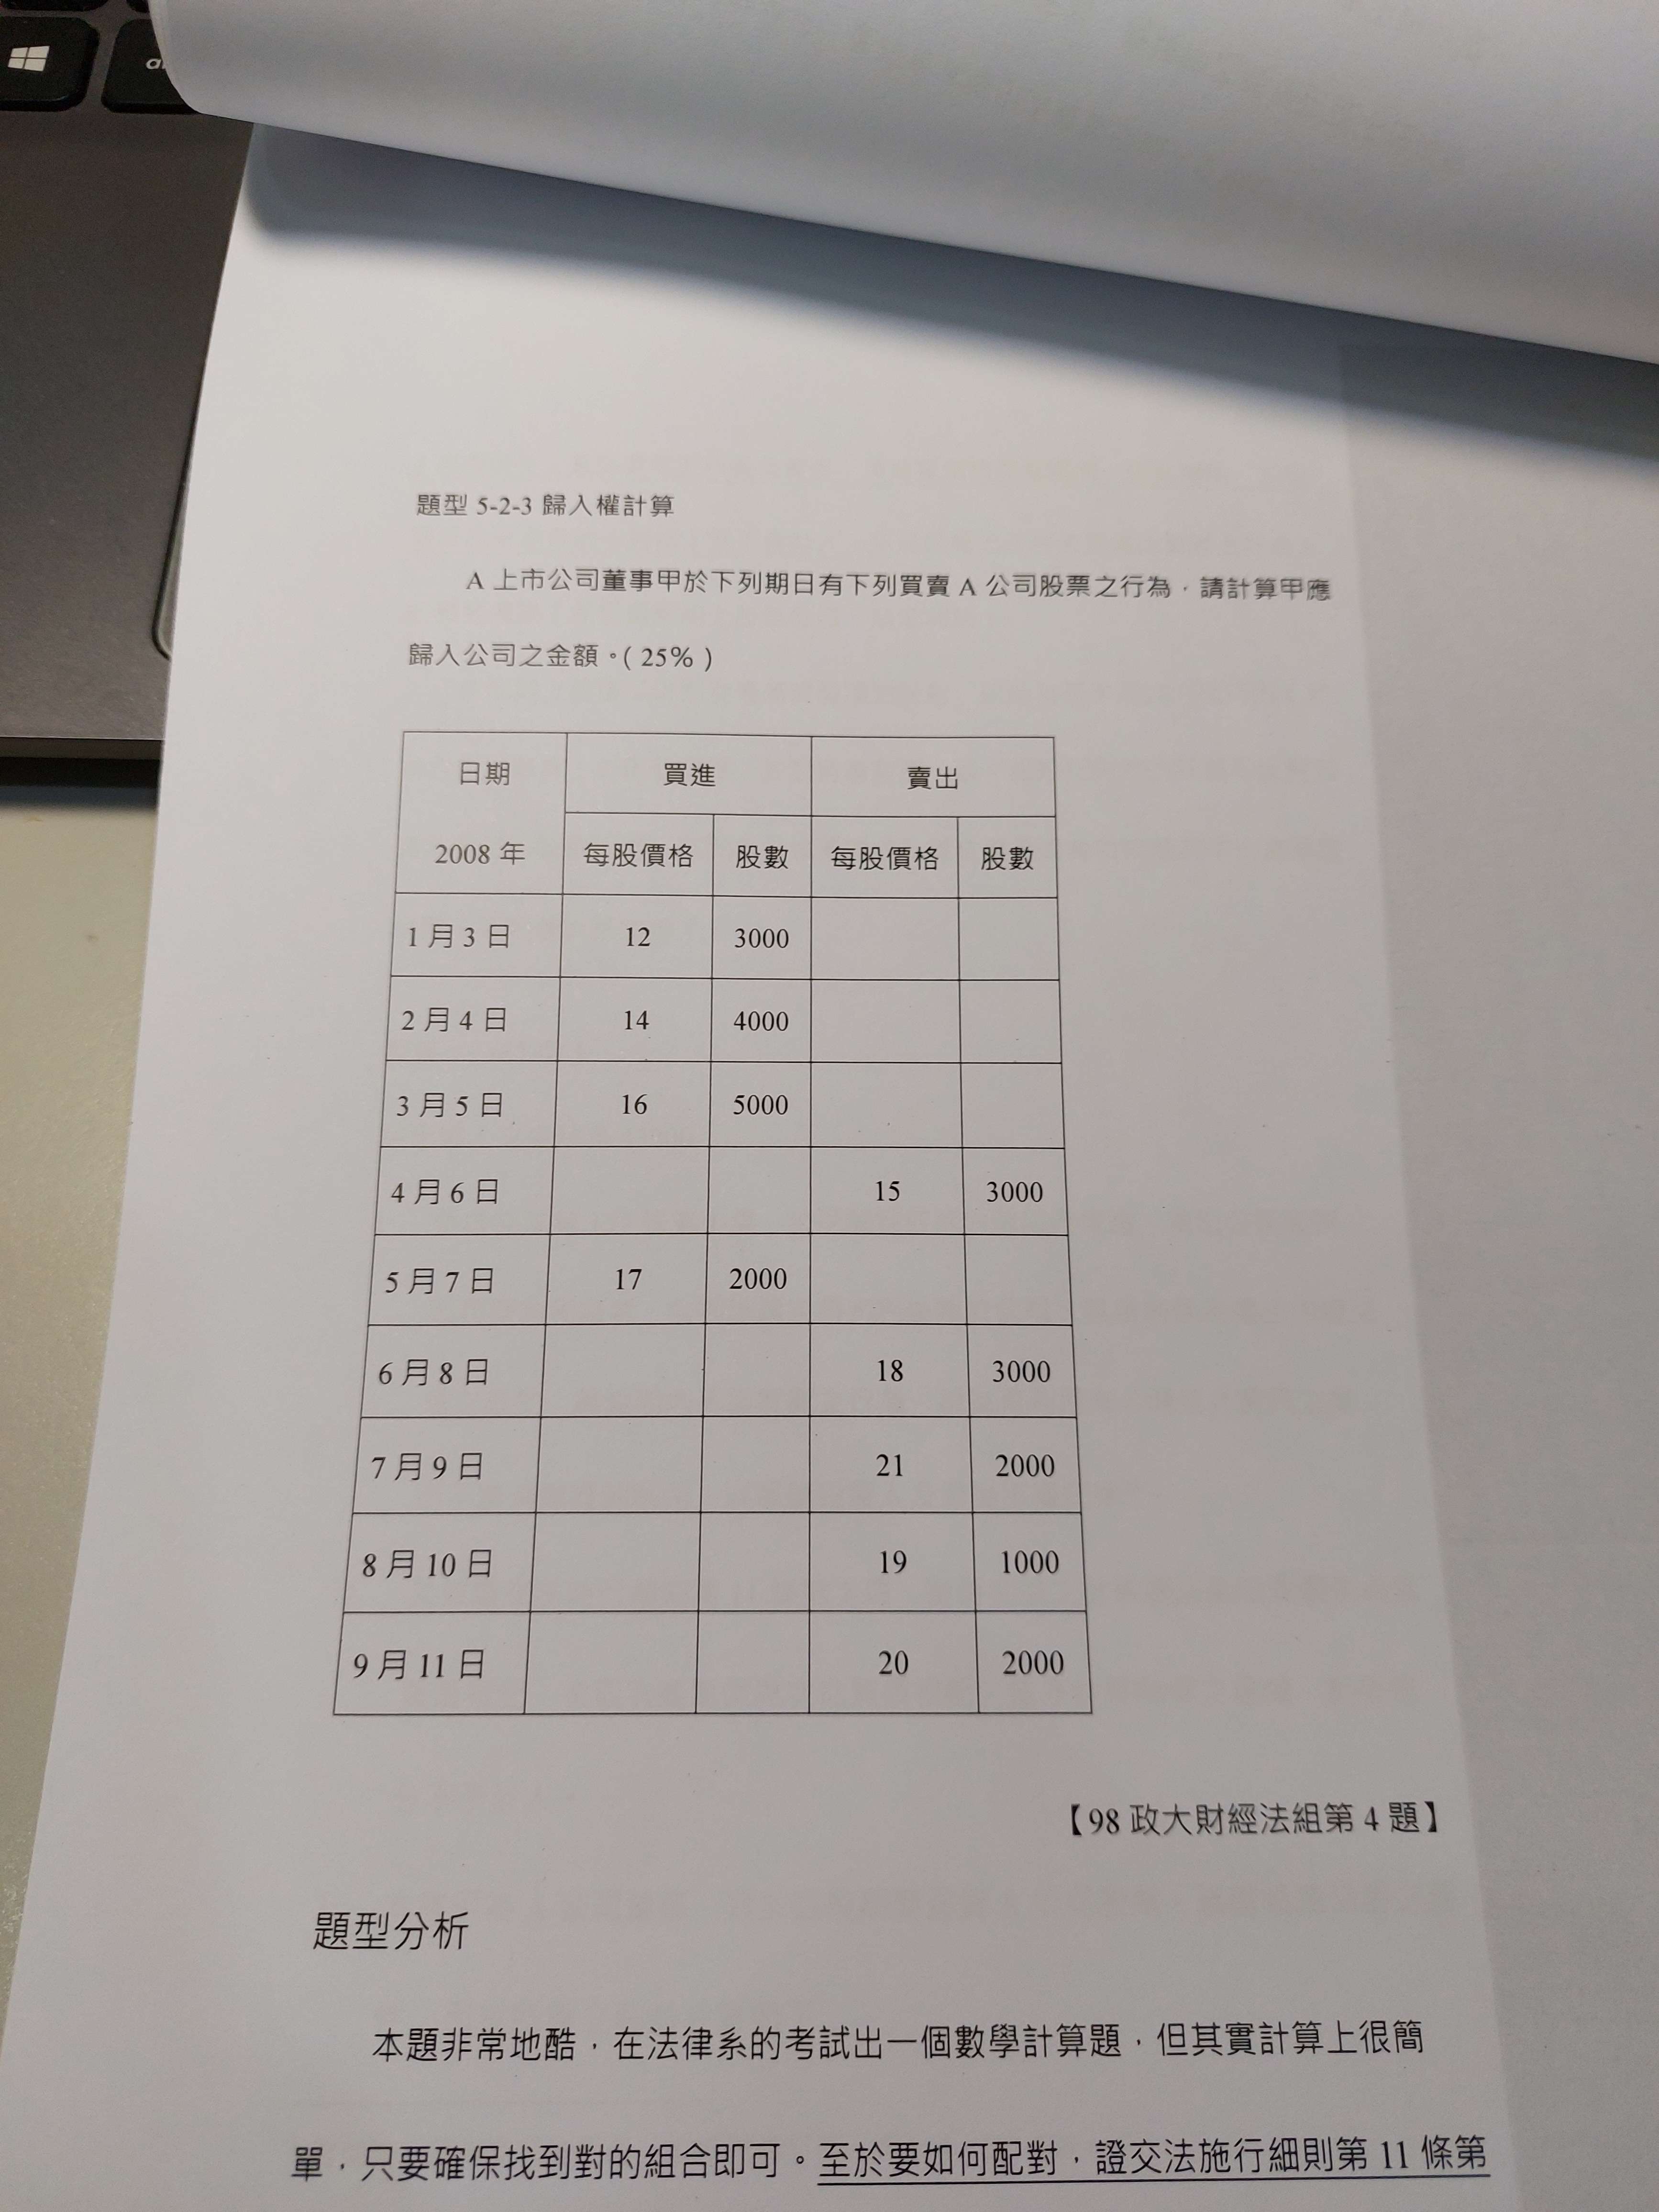 題型 5-2-3 歸入權計算
A 上市公司董事甲於下列期日有下列買賣 A 公司股票之行為，請計算甲應
歸入公司之金額。( 25% )
日期 買進 賣出
2008 年 每股價格 股數 每股價格 股數
1 月 3 日 12 3000
2 月 4 日 14 4000
3 月 5 日 16 5000
4 月 6 日 15 3000
5 月 7 日 17 2000
6 月 8 日 18 3000
7 月 9 日 21 2000
8 月 10 日 19 1000
9 月 11 日 20 2000
【98 政大財經法組第 4 題】
題型分析
本題非常地酷，在法律系的考試出一個數學計算題，但其實計算上很簡
單，只要確保找到對的組合即可。至於要如何配對，證交法施行細則第 11 條第